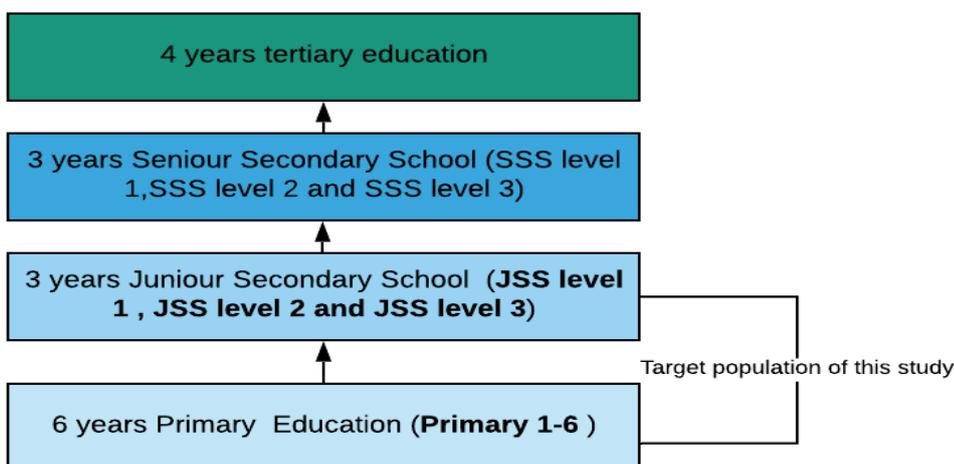 4 years tertiary education
3 years Seniour Secondary School (SSS level
1,SSS level 2 and SSS level 3)
3 years Juniour Secondary School (JSS level
1 , JSS level 2 and JSS level 3)
Target population of this study
6 years Primary Education (Primary 1-6 )